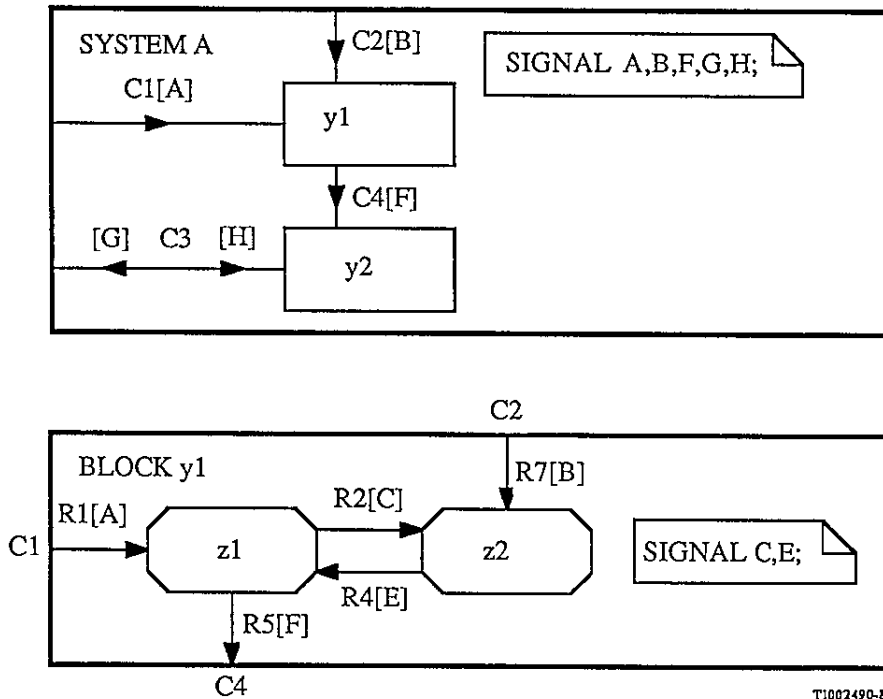 SYSTEM A
C2[B]
SIGNAL A,B,F,G,H;
C1[A]
y1
C4[F]
[G] C3 [H]
y2
C2
BLOCK y1
R7[B]
R1[A]
R2[C]
C1
z1
z2
SIGNAL C,E;
R4[E]
R5[F]
C4